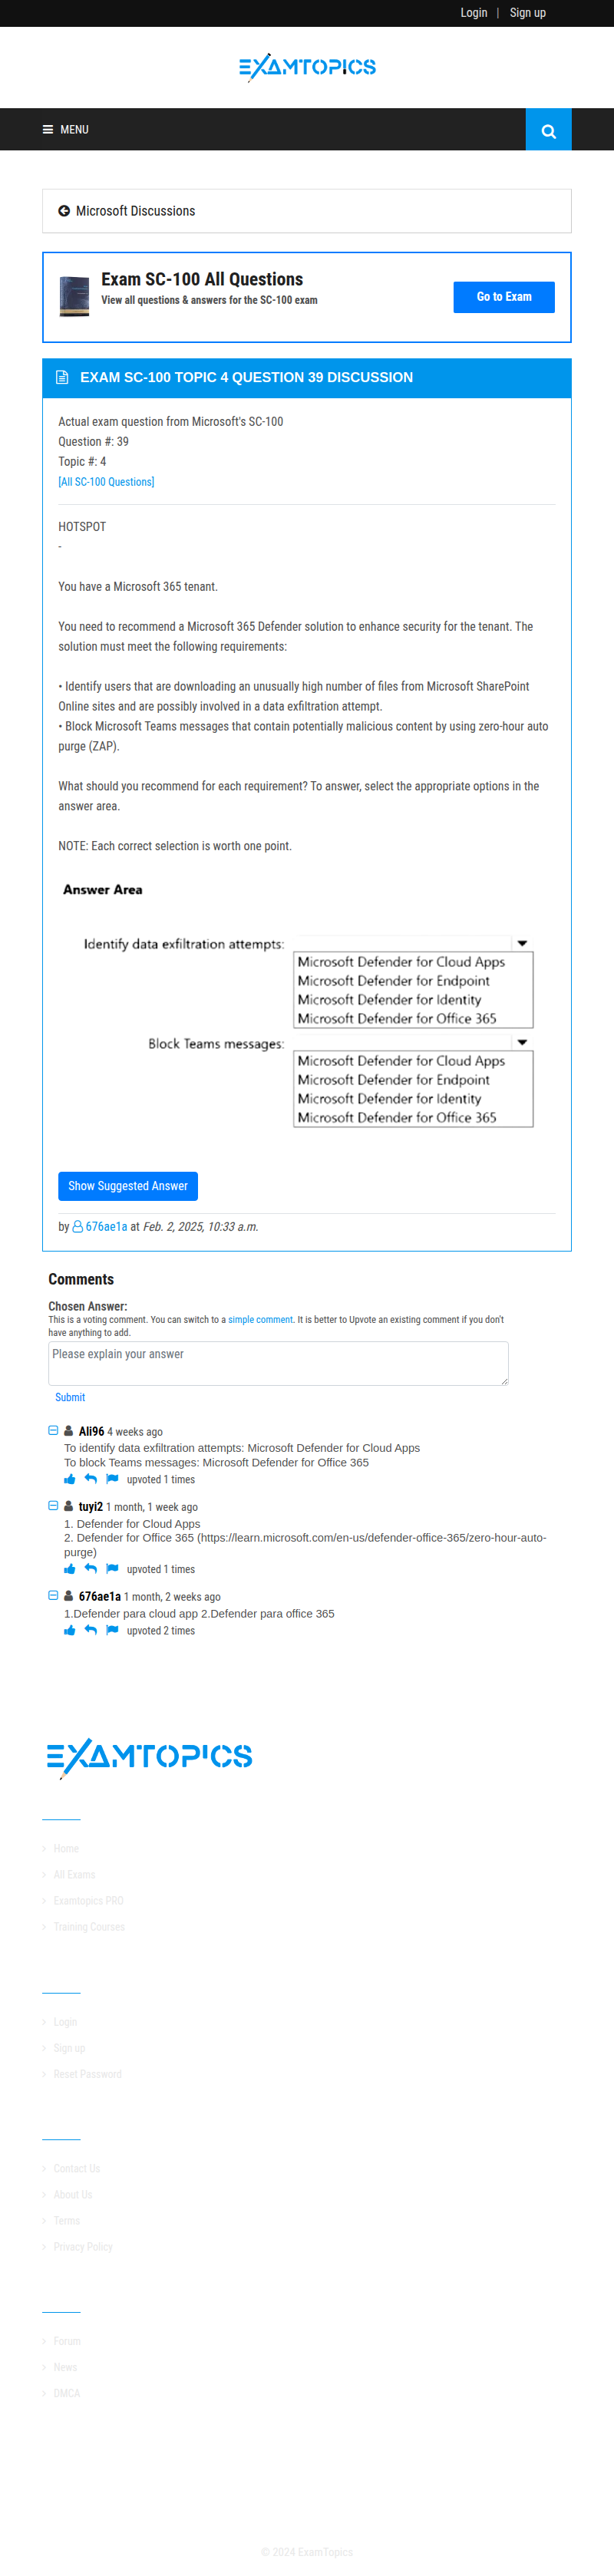 Login | Sign up
EXAMTOPICS
MENU
Microsoft Discussions
Exam SC-100 All Questions
View all questions & answers for the SC-100 exam
Go to Exam
EXAM SC-100 TOPIC 4 QUESTION 39 DISCUSSION
Actual exam question from Microsoft's SC-100
Question #: 39
Topic #: 4
[All SC-100 Questions]
HOTSPOT
-
You have a Microsoft 365 tenant.
You need to recommend a Microsoft 365 Defender solution to enhance security for the tenant. The
solution must meet the following requirements:
• Identify users that are downloading an unusually high number of files from Microsoft SharePoint
Online sites and are possibly involved in a data exfiltration attempt.
• Block Microsoft Teams messages that contain potentially malicious content by using zero-hour auto
purge (ZAP).
What should you recommend for each requirement? To answer, select the appropriate options in the
answer area.
NOTE: Each correct selection is worth one point.
Answer Area
Identify data exfiltration attempts:
Microsoft Defender for Cloud Apps
Microsoft Defender for Endpoint
Microsoft Defender for Identity
Microsoft Defender for Office 365
Block Teams messages:
Microsoft Defender for Cloud Apps
Microsoft Defender for Endpoint
Microsoft Defender for Identity
Microsoft Defender for Office 365
Show Suggested Answer
by 676ae1a at Feb. 2, 2025, 10:33 a.m.
Comments
Chosen Answer:
This is a voting comment. You can switch to a simple comment. It is better to Upvote an existing comment if you don't
have anything to add.
Please explain your answer
Submit
Ali96 4 weeks ago
To identify data exfiltration attempts: Microsoft Defender for Cloud Apps
To block Teams messages: Microsoft Defender for Office 365
upvoted 1 times
tuyi2 1 month, 1 week ago
1. Defender for Cloud Apps
2. Defender for Office 365 (https://learn.microsoft.com/en-us/defender-office-365/zero-hour-auto-
purge)
upvoted 1 times
676ae1a 1 month, 2 weeks ago
1.Defender para cloud app 2.Defender para office 365
upvoted 2 times
EXAMTOPICS
Home
All Exams
Examtopics PRO
Training Courses
Login
Sign up
Reset Password
Contact Us
About Us
Terms
Privacy Policy
Forum
News
DMCA
© 2024 ExamTopics